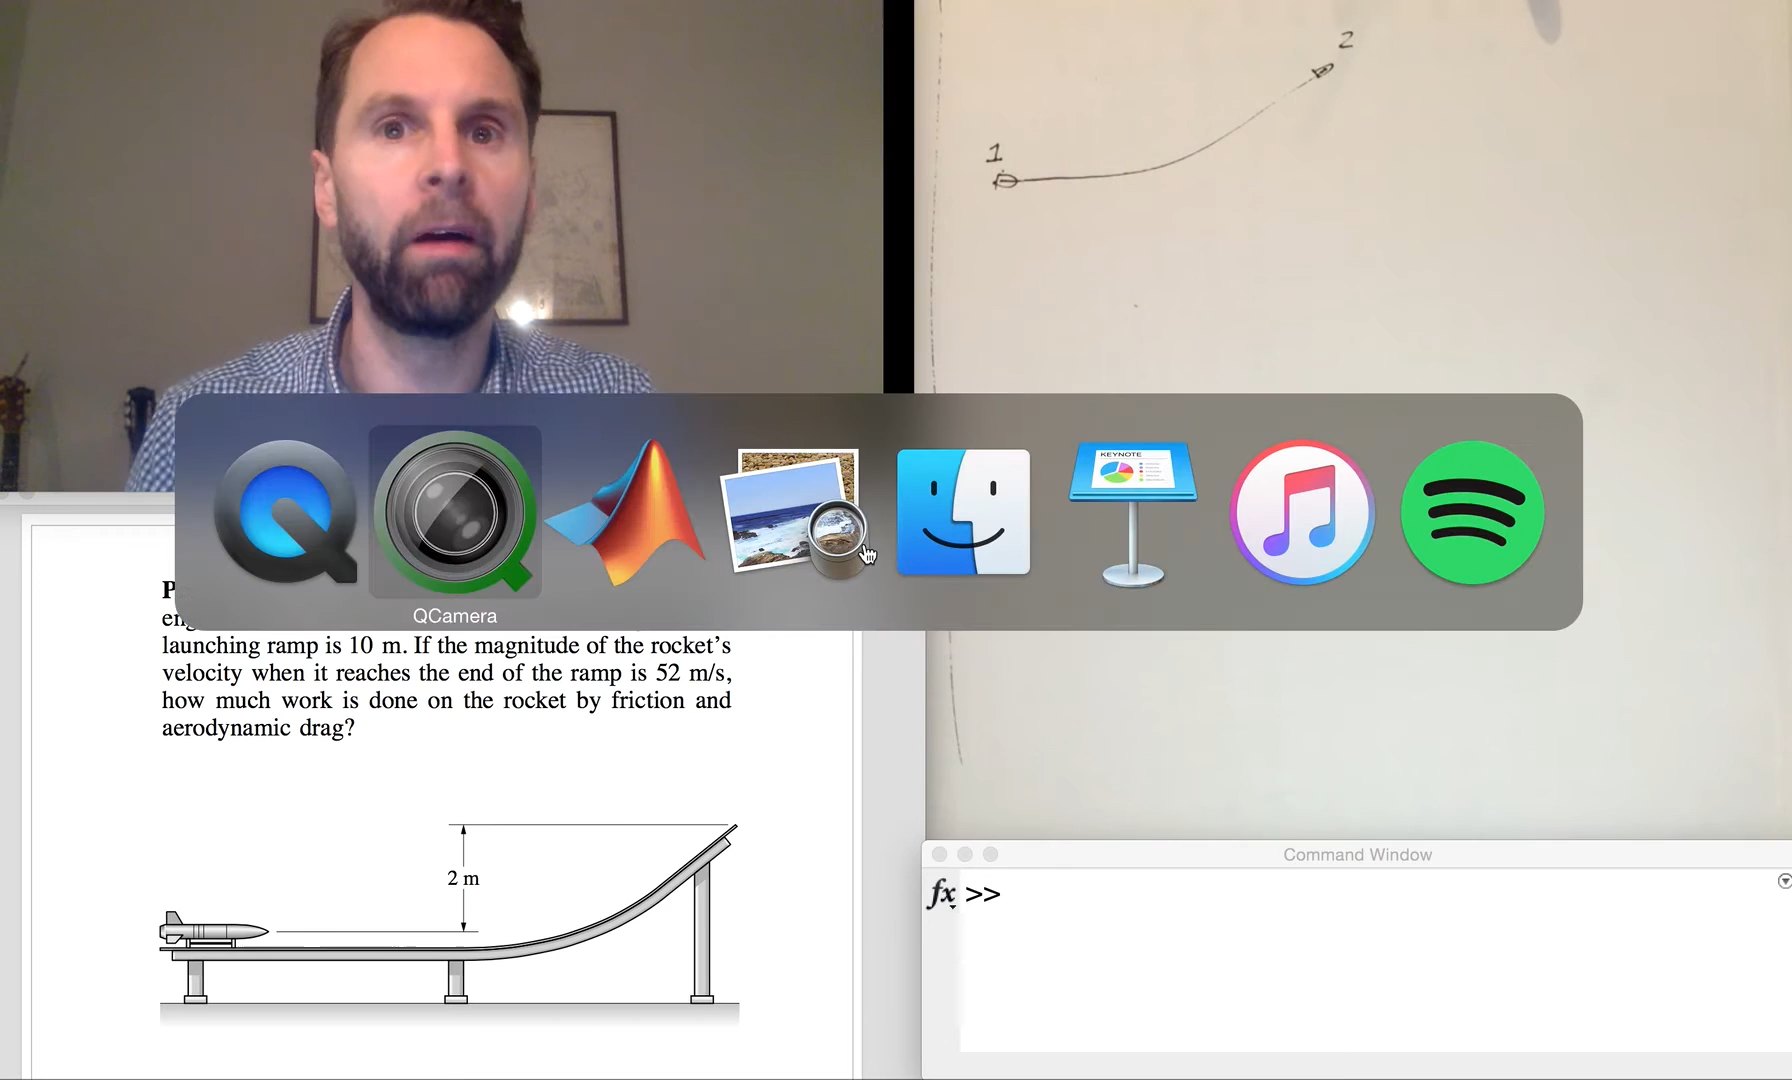 2
1
KEYNOTE
QCamera
launching ramp is 10 m. If the magnitude of the rocket's
velocity when it reaches the end of the ramp is 52 m/s,
how much work is done on the rocket by friction and
aerodynamic drag?
2 m
Command Window
fx >>